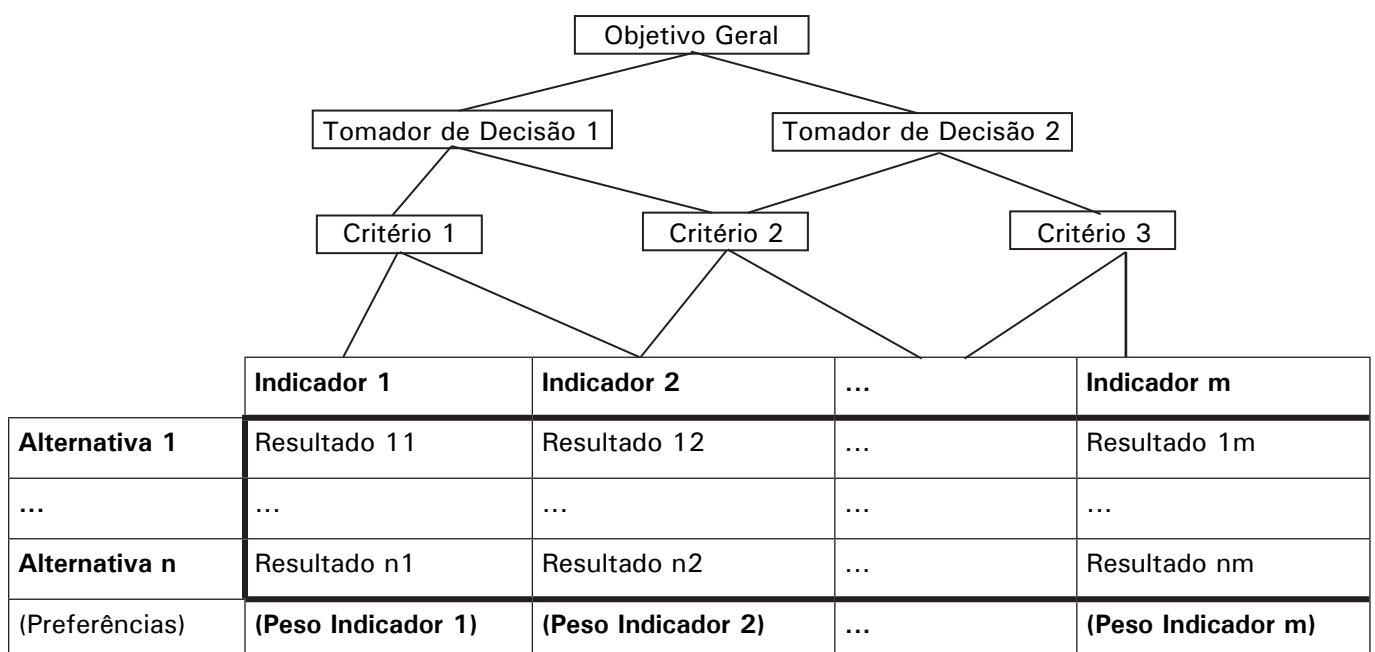 Objetivo Geral
Tomador de Decisão 1 Tomador de Decisão 2
Critério 1 Critério 2 Critério 3
Indicador 1 Indicador 2 ... Indicador m
Alternativa 1 Resultado 11 Resultado 12 ... Resultado 1m
... ... ... ... ...
Alternativa n Resultado n1 Resultado n2 ... Resultado nm
(Preferências) (Peso Indicador 1) (Peso Indicador 2) ... (Peso Indicador m)